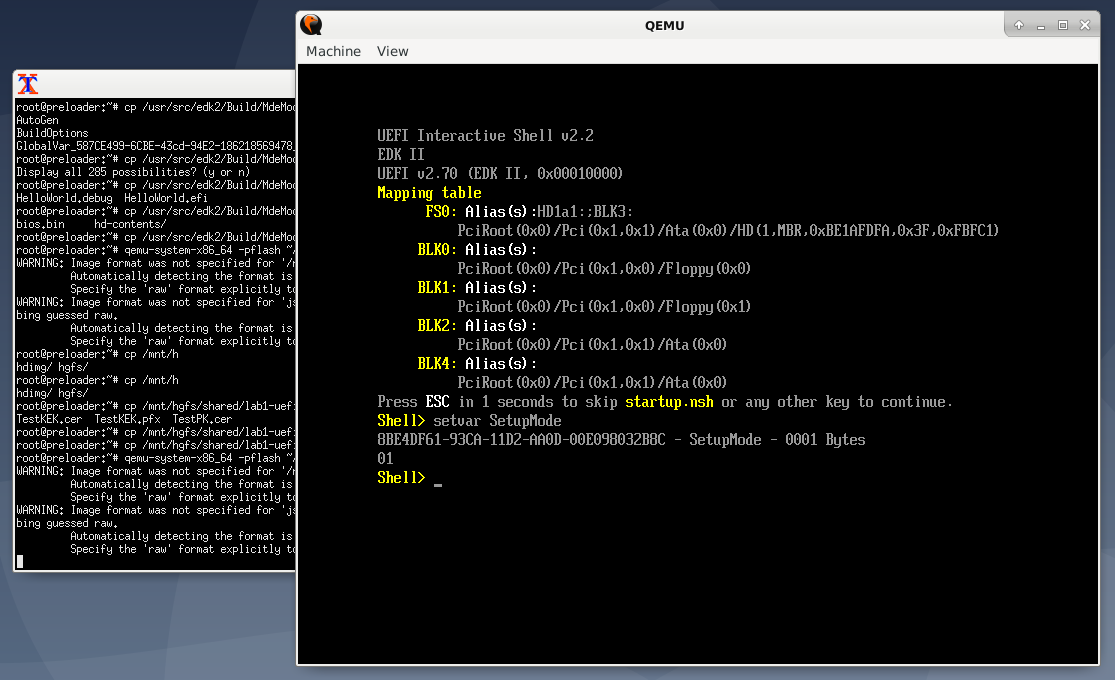 QEMU
Machine View
root@preloader:~# cp /usr/src/edk2/Build/MdeMod
AutoGen
BuildOptions
GlobalVar_587CE499-6CBE-43cd-94E2-186218569478
root@preloader:~# cp /usr/src/edk2/Build/MdeMod
Display all 285 possibilities? (y or n)
root@preloader:~# cp /usr/src/edk2/Build/MdeMod
HelloWorld.debug HelloWorld.efi
root@preloader:~# cp /usr/src/edk2/Build/MdeMod
bios.bin hd-contents/
root@preloader:~# cp /usr/src/edk2/Build/MdeMod
root@preloader:~# qemu-system-x86_64 -pflash ~/
WARNING: Image format was not specified for '/r
Automatically detecting the format is
Specify the 'raw' format explicitly to
WARNING: Image format was not specified for 'js
bing guessed raw.
Automatically detecting the format is
Specify the 'raw' format explicitly to
root@preloader:~# cp /mnt/h
hdimg/ hgfs/
root@preloader:~# cp /mnt/h
hdimg/ hgfs/
root@preloader:~# cp /mnt/hgfs/shared/lab1-uef
TestKEK.cer TestKEK.pfx TestPK.cer
root@preloader:~# cp /mnt/hgfs/shared/lab1-uef
root@preloader:~# cp /mnt/hgfs/shared/lab1-uef
root@preloader:~# qemu-system-x86_64 -pflash ~/
WARNING: Image format was not specified for '/r
Automatically detecting the format is
Specify the 'raw' format explicitly to
WARNING: Image format was not specified for 'js
bing guessed raw.
Automatically detecting the format is
Specify the 'raw' format explicitly to
UEFI Interactive Shell v2.2
EDK II
UEFI v2.70 (EDK II, 0x00010000)
Mapping table
FS0: Alias(s):HD1a1:;BLK3:
PciRoot(0x0)/Pci(0x1,0x1)/Ata(0x0)/HD(1,MBR,0xBE1AFDFA,0x3F,0xFBFC1)
BLK0: Alias(s):
PciRoot(0x0)/Pci(0x1,0x0)/Floppy(0x0)
BLK1: Alias(s):
PciRoot(0x0)/Pci(0x1,0x0)/Floppy(0x1)
BLK2: Alias(s):
PciRoot(0x0)/Pci(0x1,0x1)/Ata(0x0)
BLK4: Alias(s):
PciRoot(0x0)/Pci(0x1,0x1)/Ata(0x0)
Press ESC in 1 seconds to skip startup.nsh or any other key to continue.
Shell> setvar SetupMode
8BE4DF61-93CA-11D2-AA0D-00E098032B8C - SetupMode - 0001 Bytes
01
Shell> _